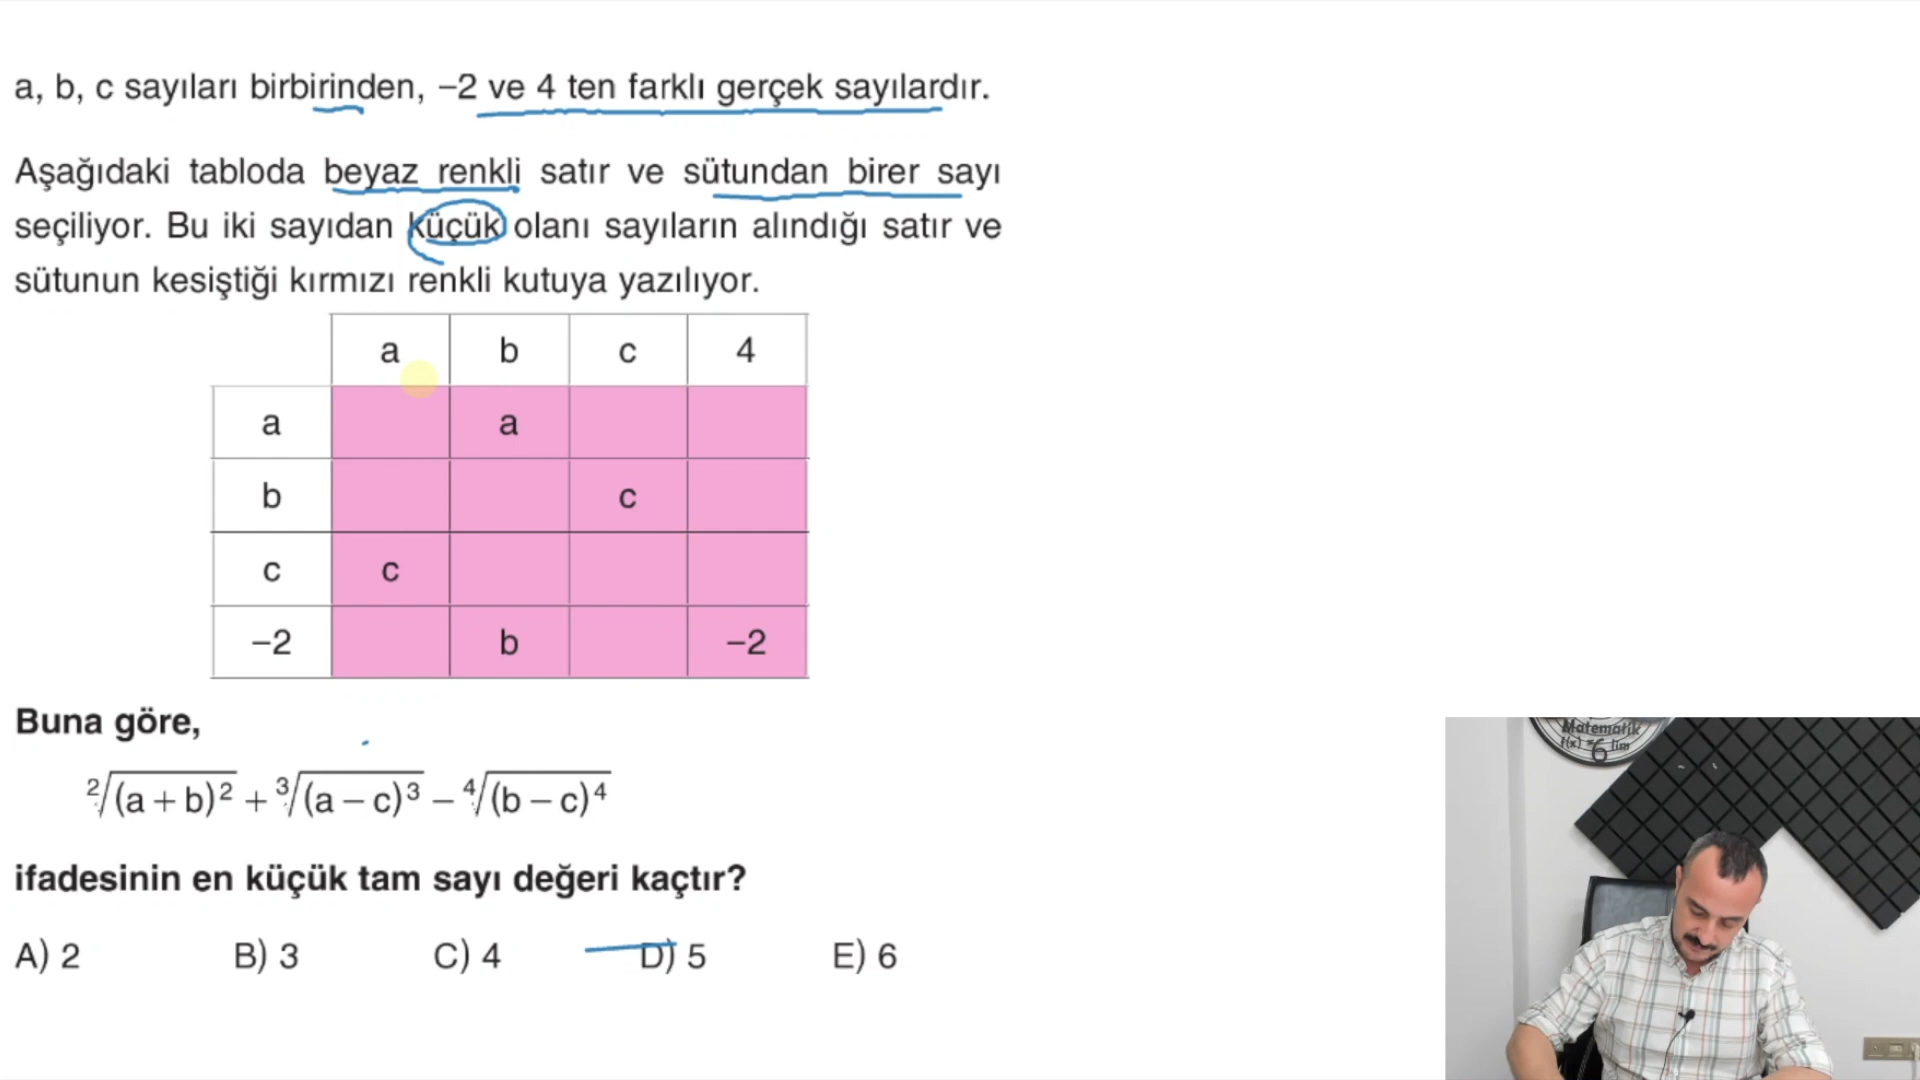 a, b, c sayıları birbirinden, –2 ve 4 ten farklı gerçek sayılardır.
Aşağıdaki tabloda beyaz renkli satır ve sütundan birer sayı
seçiliyor. Bu iki sayıdan küçük olanı sayıların alındığı satır ve
sütunun kesiştiği kırmızı renkli kutuya yazılıyor.
a b c 4
a a
b c
c c
–2 b –2
Buna göre,
²√(a + b)² + ³√(a – c)³ – ⁴√(b – c)⁴
ifadesinin en küçük tam sayı değeri kaçtır?
A) 2 B) 3 C) 4 D) 5 E) 6
Matematik
f(x) = 6 lim